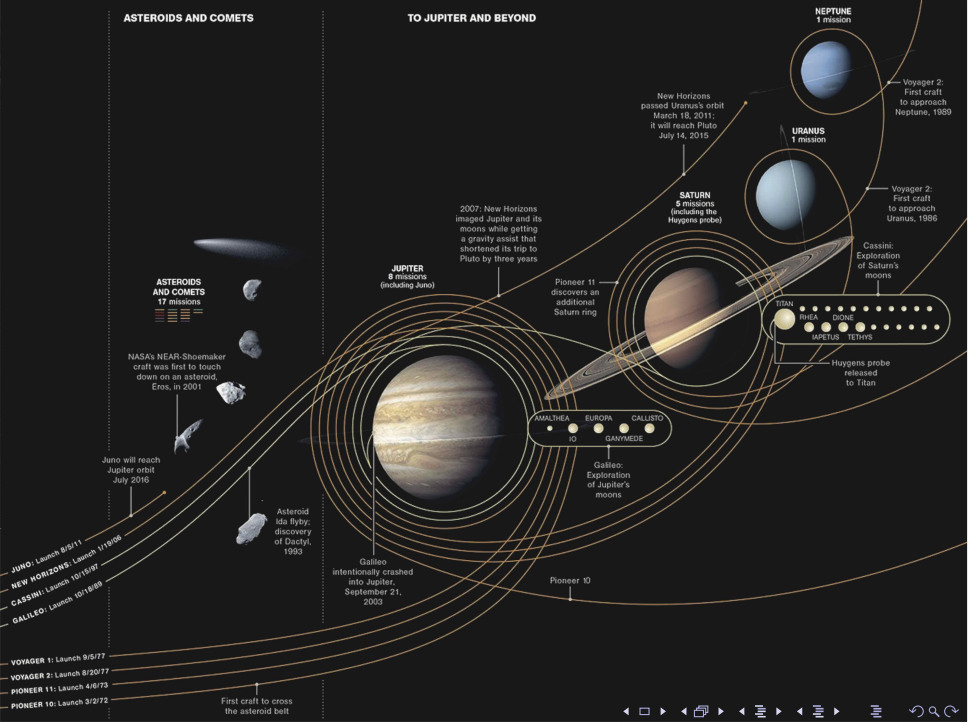 ASTEROIDS AND COMETS
TO JUPITER AND BEYOND
NEPTUNE
1 mission
Voyager 2:
First craft
to approach
Neptune, 1989
New Horizons
passed Uranus's orbit
March 18, 2011;
it will reach Pluto
July 14, 2015
URANUS
1 mission
Voyager 2:
First craft
to approach
Uranus, 1986
SATURN
5 missions
(including the
Huygens probe)
2007: New Horizons
imaged Jupiter and its
moons while getting
a gravity assist that
shortened its trip to
Pluto by three years
Cassini:
Exploration
of Saturn's
moons
JUPITER
8 missions
(including Juno)
Pioneer 11
discovers an
additional
Saturn ring
ASTEROIDS
AND COMETS
17 missions
TITAN
RHEA
DIONE
IAPETUS
TETHYS
Huygens probe
released
to Titan
NASA's NEAR-Shoemaker
craft was first to touch
down on an asteroid,
Eros, in 2001
AMALTHEA
EUROPA
CALLISTO
IO
GANYMEDE
Galileo:
Exploration
of Jupiter's
moons
Juno will reach
Jupiter orbit
July 2016
Asteroid
Ida flyby;
discovery
of Dactyl,
1993
Galileo
intentionally crashed
into Jupiter,
September 21,
2003
Pioneer 10
JUNO: Launch 8/5/11
NEW HORIZONS: Launch 1/19/06
CASSINI: Launch 10/15/97
GALILEO: Launch 10/18/89
VOYAGER 1: Launch 9/5/77
VOYAGER 2: Launch 8/20/77
PIONEER 11: Launch 4/6/73
PIONEER 10: Launch 3/2/72
First craft to cross
the asteroid belt